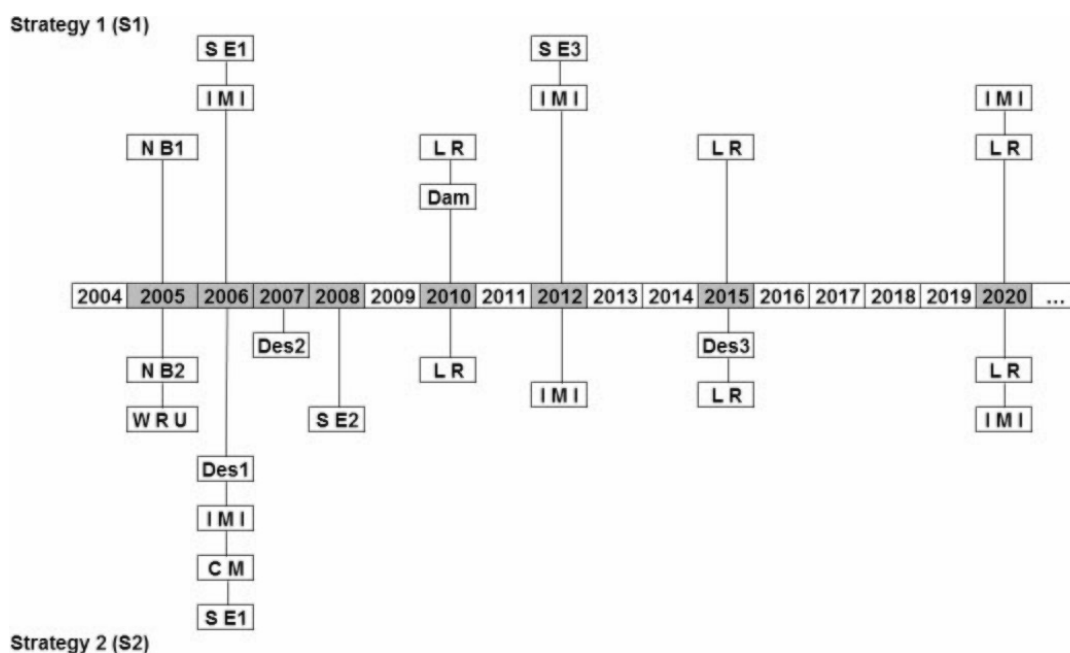 Strategy 1 (S1)
S E1 S E3
I M I I M I I M I
N B1 L R L R L R
Dam
2004 2005 2006 2007 2008 2009 2010 2011 2012 2013 2014 2015 2016 2017 2018 2019 2020 ...
Des2 Des3
N B2 L R L R
I M I L R
W R U S E2 I M I
Des1
I M I
C M
S E1
Strategy 2 (S2)